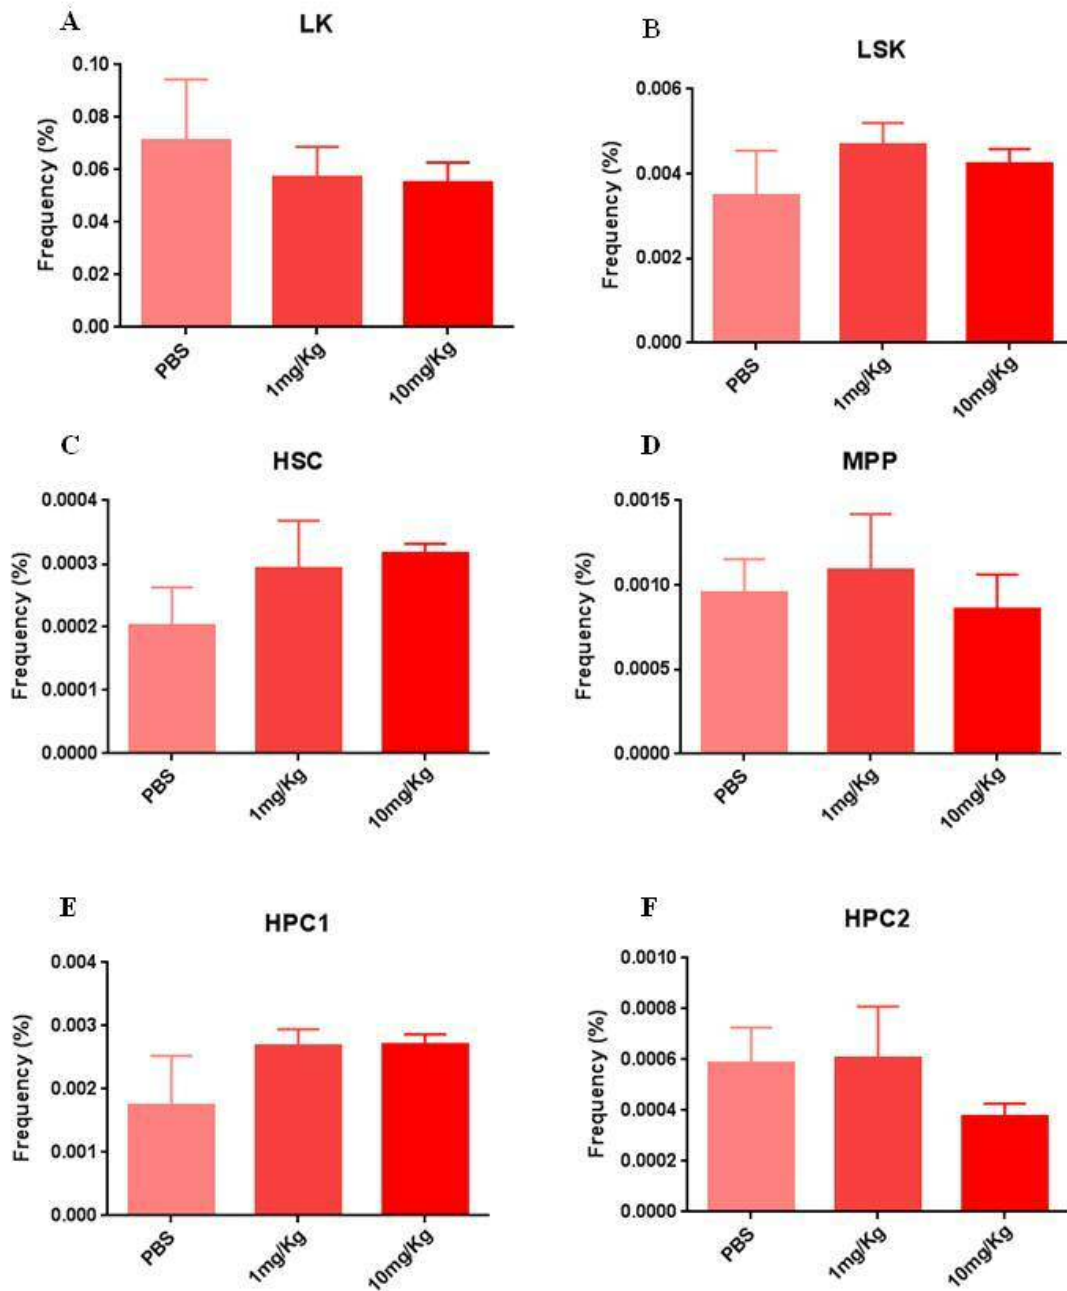 A
LK
Frequency (%)
0.10
0.08
0.06
0.04
0.02
0.00
PBS
1mg/Kg
10mg/Kg
B
LSK
Frequency (%)
0.006
0.004
0.002
0.000
PBS
1mg/Kg
10mg/Kg
C
HSC
Frequency (%)
0.0004
0.0003
0.0002
0.0001
0.0000
PBS
1mg/Kg
10mg/Kg
D
MPP
Frequency (%)
0.0015
0.0010
0.0005
0.0000
PBS
1mg/Kg
10mg/Kg
E
HPC1
Frequency (%)
0.004
0.003
0.002
0.001
0.000
PBS
1mg/Kg
10mg/Kg
F
HPC2
Frequency (%)
0.0010
0.0008
0.0006
0.0004
0.0002
0.0000
PBS
1mg/Kg
10mg/Kg